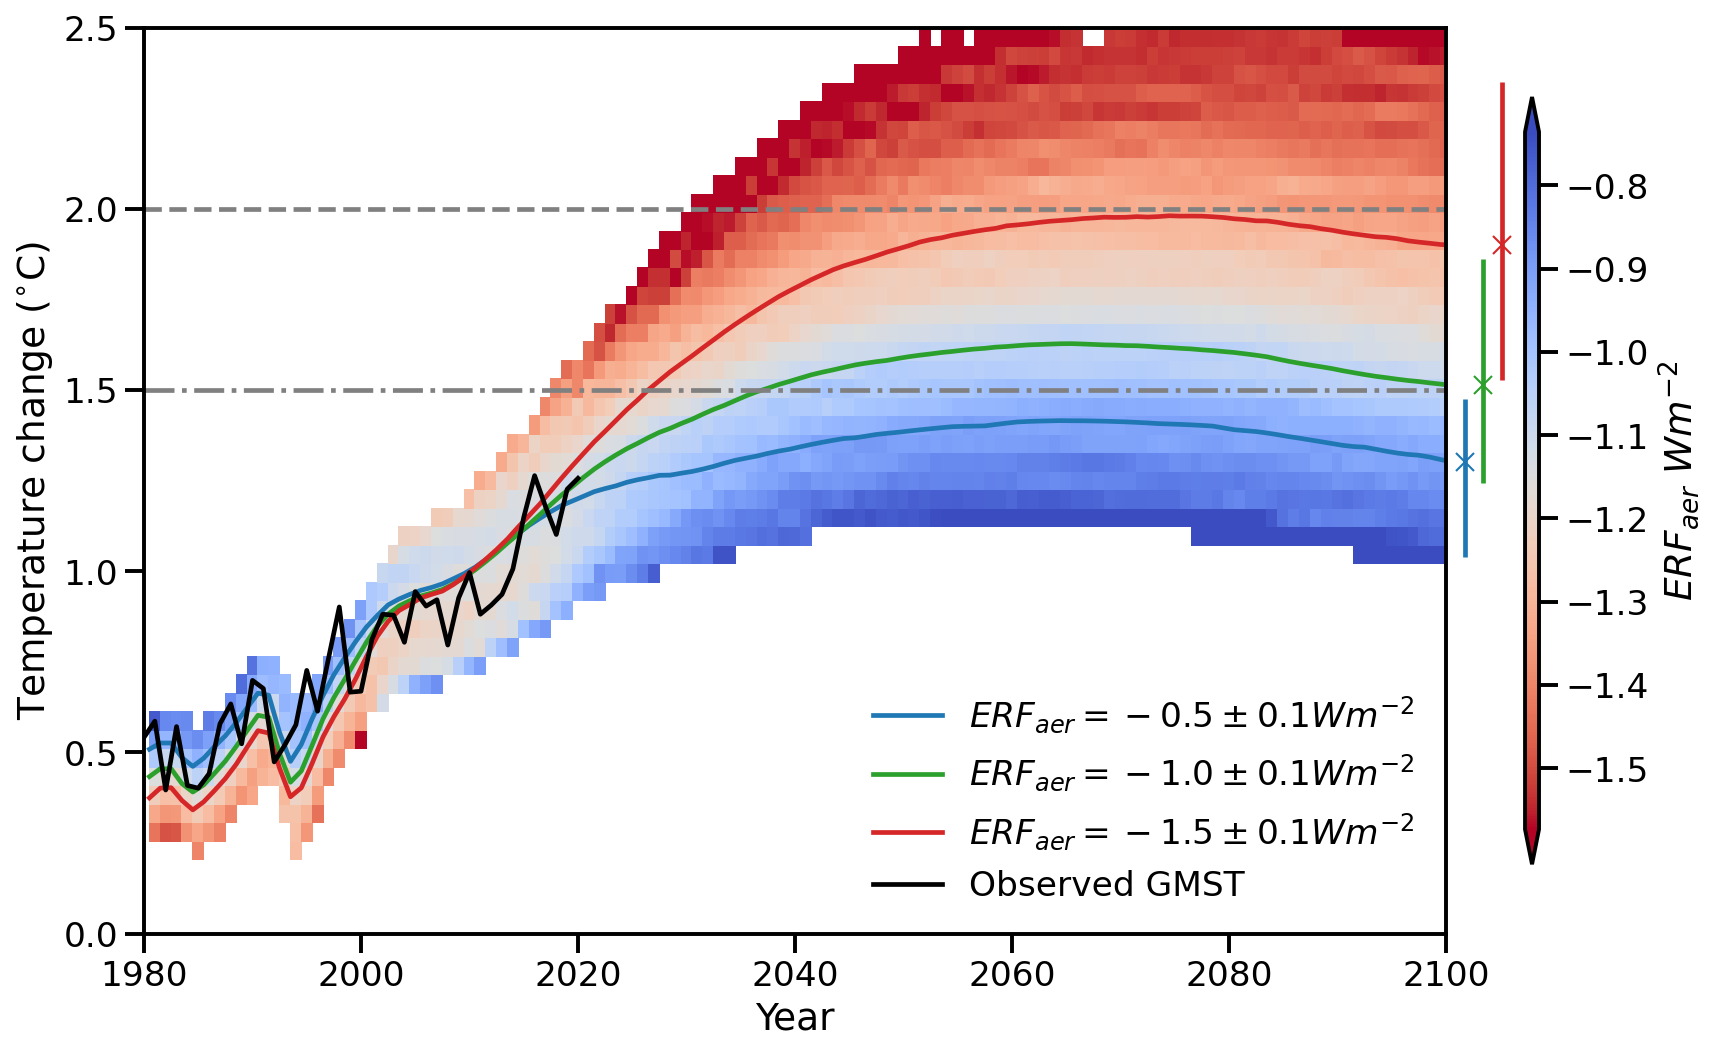 Temperature change (°C)
2.5
2.0
1.5
1.0
0.5
0.0
1980 2000 2020 2040 2060 2080 2100
Year
ERF_aer = − 0.5 ± 0.1Wm⁻²
ERF_aer = − 1.0 ± 0.1Wm⁻²
ERF_aer = − 1.5 ± 0.1Wm⁻²
Observed GMST
−0.8
−0.9
−1.0
−1.1
−1.2
−1.3
−1.4
−1.5
ERF_aer Wm⁻²